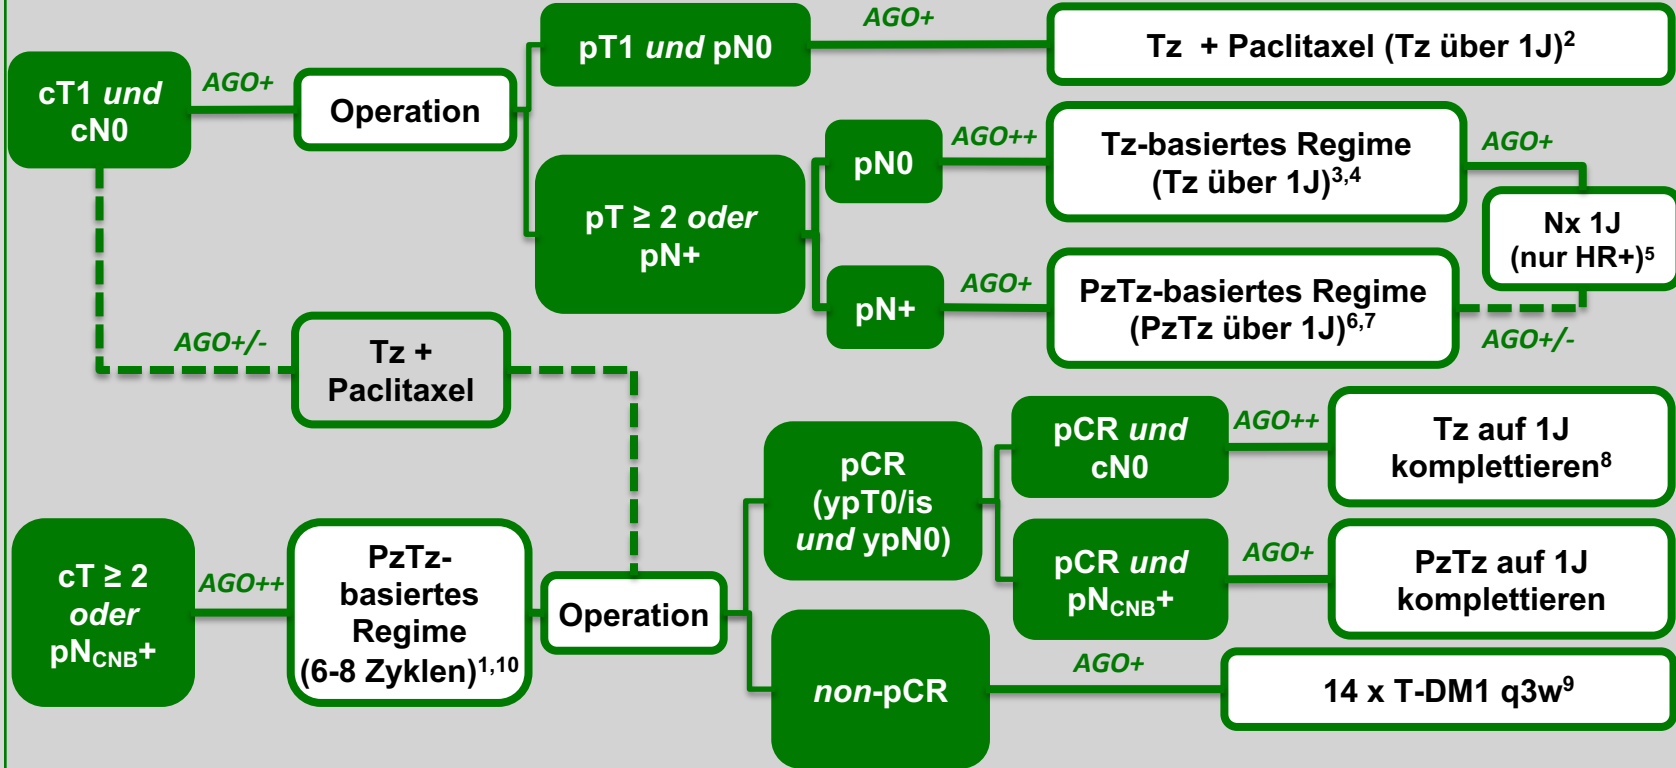 AGO+
pT1 und pN0
Tz + Paclitaxel (Tz über 1J)²
cT1 und
cN0
AGO+
Operation
pN0
AGO++
Tz-basiertes Regime
(Tz über 1J)³,⁴
AGO+
pT ≥ 2 oder
pN+
Nx 1J
(nur HR+)⁵
pN+
AGO+
PzTz-basiertes Regime
(PzTz über 1J)⁶,⁷
AGO+/-
AGO+/-
Tz +
Paclitaxel
pCR
(ypT0/is
und ypN0)
pCR und
cN0
AGO++
Tz auf 1J
komplettieren⁸
cT ≥ 2
oder
pNCNB+
AGO++
PzTz-
basiertes
Regime
(6-8 Zyklen)¹,¹⁰
Operation
pCR und
pNCNB+
AGO+
PzTz auf 1J
komplettieren
non-pCR
AGO+
14 x T-DM1 q3w⁹